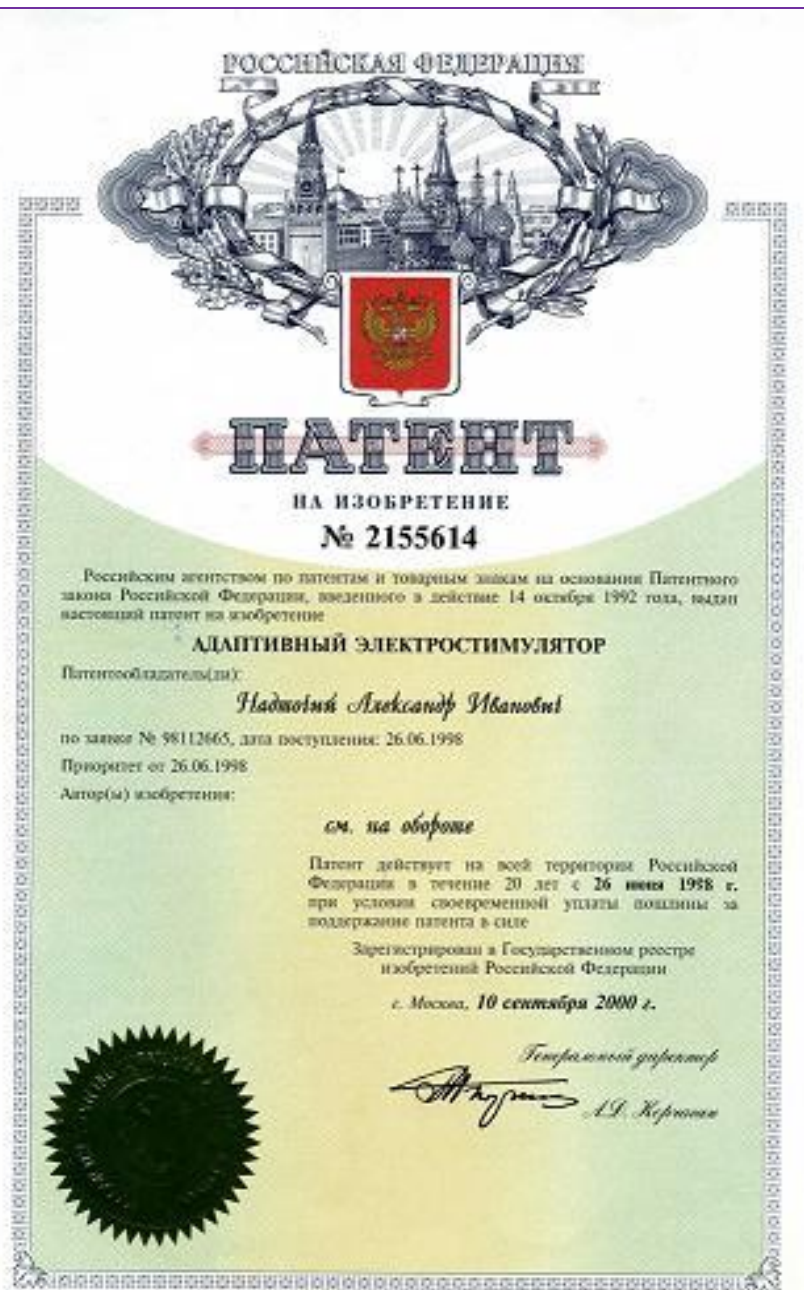 РОССИЙСКАЯ ФЕДЕРАЦИЯ
ПАТЕНТ
НА ИЗОБРЕТЕНИЕ
№ 2155614
Российским агентством по патентам и товарным знакам на основании Патентного
закона Российской Федерации, введенного в действие 14 октября 1992 года, выдан
настоящий патент на изобретение
АДАПТИВНЫЙ ЭЛЕКТРОСТИМУЛЯТОР
Патентообладатель(ли):
Александр Иванович
по заявке № 98112665, дата поступления: 26.06.1998
Приоритет от 26.06.1998
Автор(ы) изобретения:
см. на обороте
Патент действует на всей территории Российской
Федерации в течение 20 лет с 26 июня 1998 г.
при условии своевременной уплаты пошлины за
поддержание патента в силе
Зарегистрирован в Государственном реестре
изобретений Российской Федерации
г. Москва, 10 сентября 2000 г.
Генеральный директор
А.Д. Корчагин